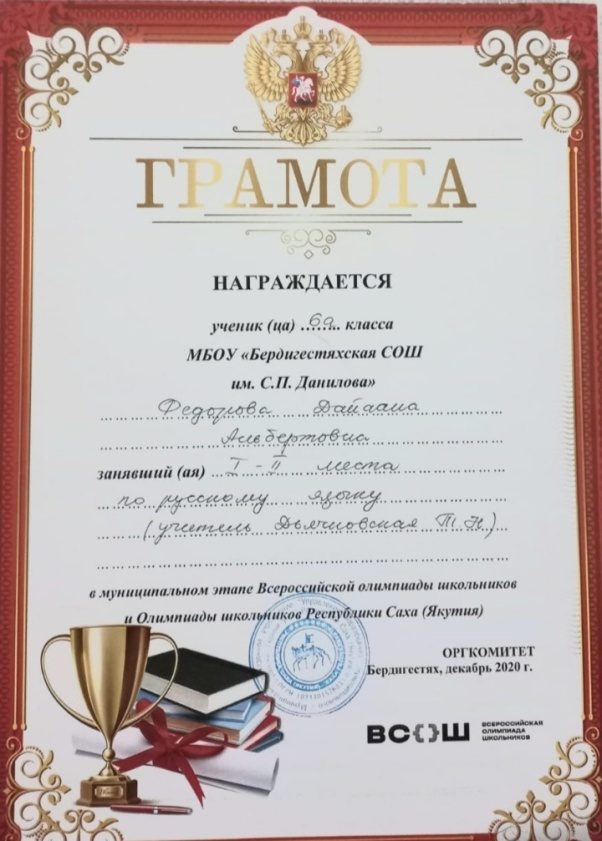 ГРАМОТА
НАГРАЖДАЕТСЯ
ученик (ца) ..6а.. класса
МБОУ «Бердигестяхская СОШ
им. С.П. Данилова»
Федорова Дайаана
Альбертовна
занявший (ая) I - II места
по русскому языку
(учитель Дьячковская Т Н)
в муниципальном этапе Всероссийской олимпиады школьников
и Олимпиады школьников Республики Саха (Якутия)
ОРГКОМИТЕТ
Бердигестях, декабрь 2020 г.
ВСОШ
ВСЕРОССИЙСКАЯ
ОЛИМПИАДА
ШКОЛЬНИКОВ